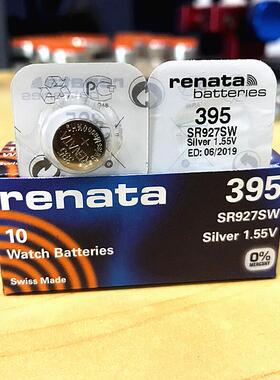 renata
batteries
395
SR927SW
Silver 1.55V
ED: 06/2019
renata
395
SR927SW
10
Watch Batteries
Silver 1.55V
Swiss Made
0%
MERCURY